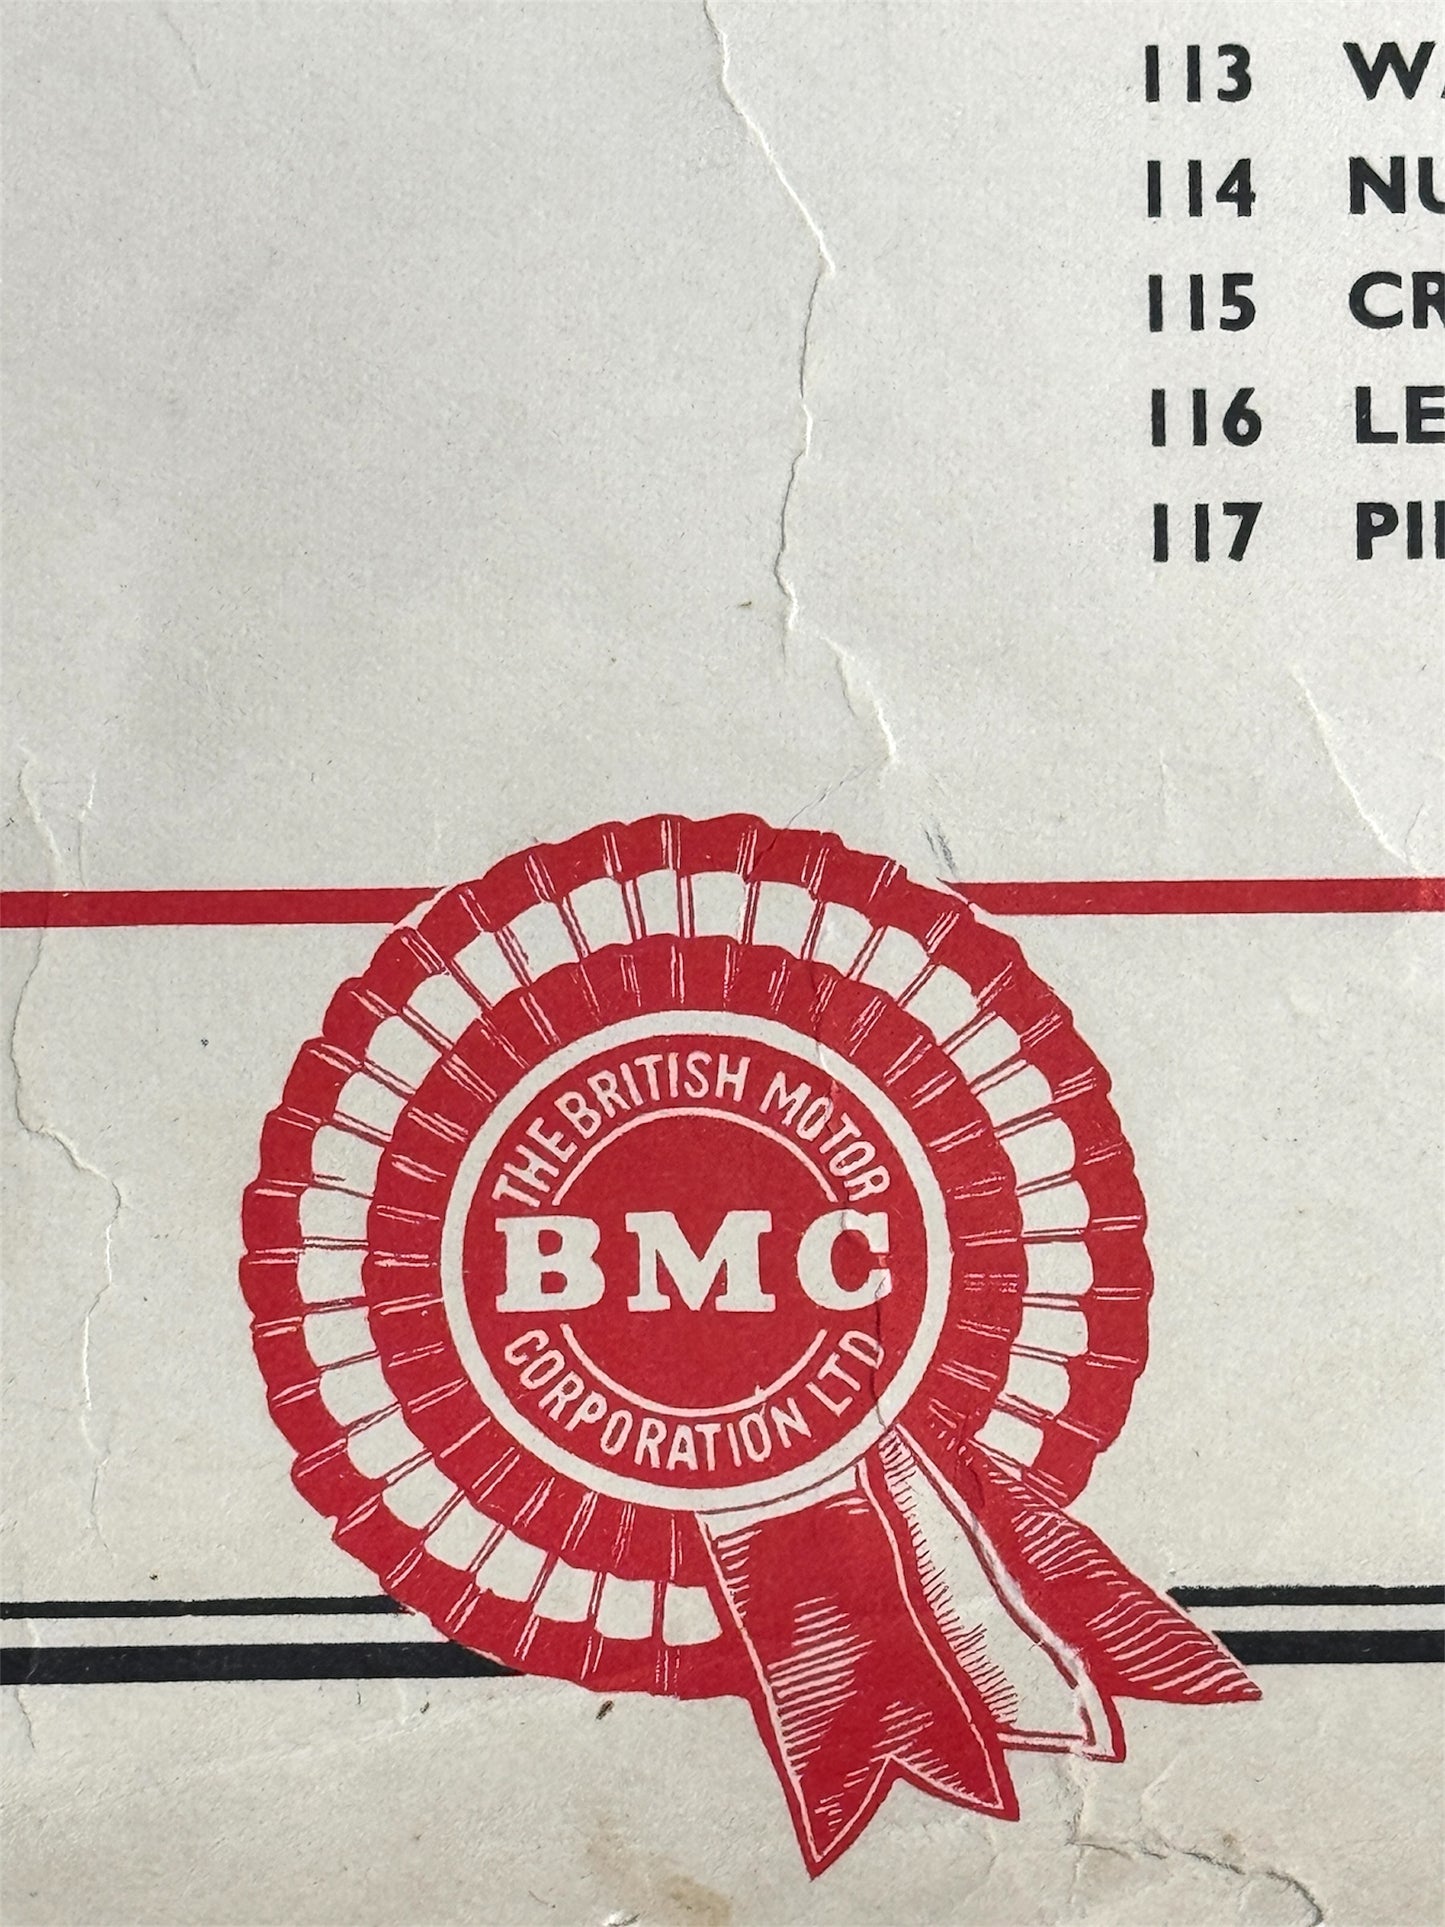 113 WA
114 NU
115 CR
116 LE
117 PI
THE BRITISH MOTOR
BMC
CORPORATION LTD